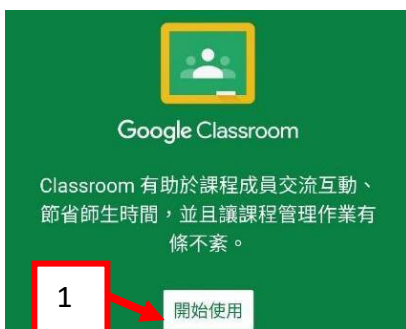 Google Classroom
Classroom 有助於課程成員交流互動、
節省師生時間，並且讓課程管理作業有
條不紊。
1
開始使用